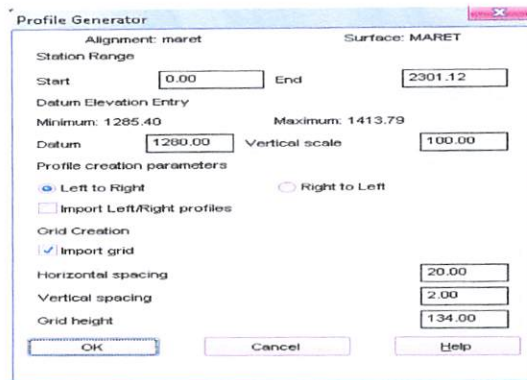 Profile Generator
Alignment: maret Surface: MARET
Station Range
Start 0.00 End 2301.12
Datum Elevation Entry
Minimum: 1285.40 Maximum: 1413.79
Datum 1280.00 Vertical scale 100.00
Profile creation parameters
Left to Right Right to Left
Import Left/Right profiles
Grid Creation
Import grid
Horizontal spacing 20.00
Vertical spacing 2.00
Grid height 134.00
OK Cancel Help